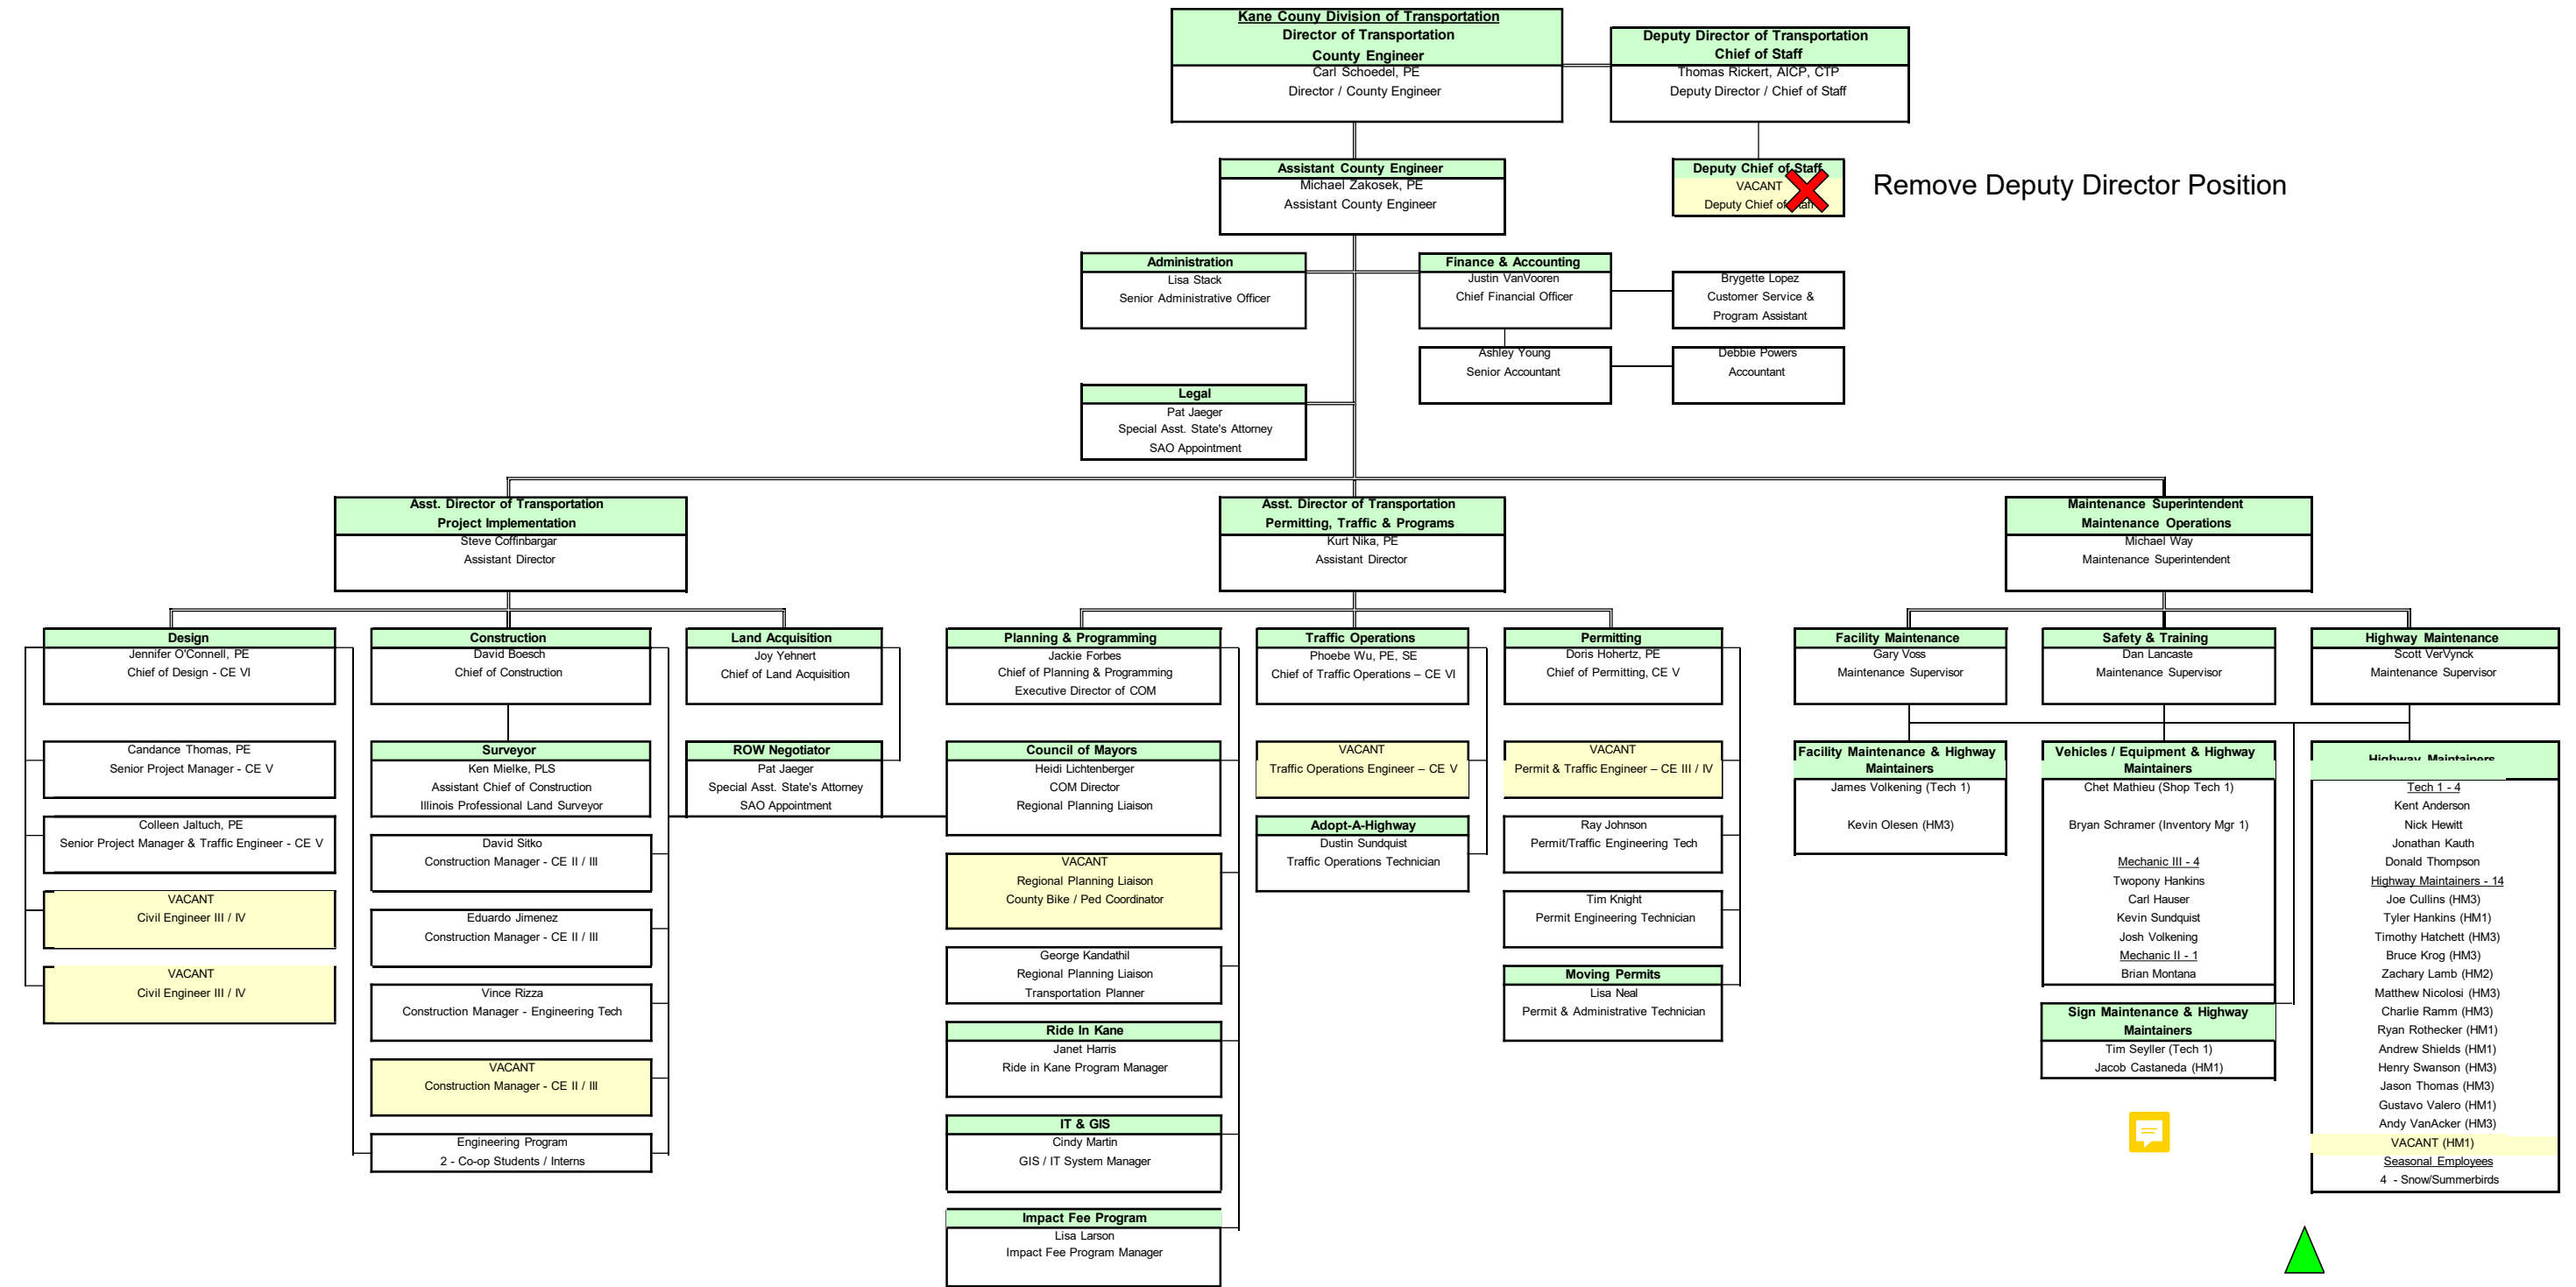 Kane Couny Division of Transportation
Director of Transportation
County Engineer
Carl Schoedel, PE
Director / County Engineer
Deputy Director of Transportation
Chief of Staff
Thomas Rickert, AICP, CTP
Deputy Director / Chief of Staff
Assistant County Engineer
Michael Zakosek, PE
Assistant County Engineer
Deputy Chief of Staff
VACANT
Deputy Chief of Staff
Remove Deputy Director Position
Administration
Lisa Stack
Senior Administrative Officer
Finance & Accounting
Justin VanVooren
Chief Financial Officer
Brygette Lopez
Customer Service &
Program Assistant
Ashley Young
Senior Accountant
Debbie Powers
Accountant
Legal
Pat Jaeger
Special Asst. State's Attorney
SAO Appointment
Asst. Director of Transportation
Project Implementation
Steve Coffinbargar
Assistant Director
Asst. Director of Transportation
Permitting, Traffic & Programs
Kurt Nika, PE
Assistant Director
Maintenance Superintendent
Maintenance Operations
Michael Way
Maintenance Superintendent
Design
Jennifer O'Connell, PE
Chief of Design - CE VI
Candance Thomas, PE
Senior Project Manager - CE V
Colleen Jaltuch, PE
Senior Project Manager & Traffic Engineer - CE V
VACANT
Civil Engineer III / IV
VACANT
Civil Engineer III / IV
Construction
David Boesch
Chief of Construction
Surveyor
Ken Mielke, PLS
Assistant Chief of Construction
Illinois Professional Land Surveyor
David Sitko
Construction Manager - CE II / III
Eduardo Jimenez
Construction Manager - CE II / III
Vince Rizza
Construction Manager - Engineering Tech
VACANT
Construction Manager - CE II / III
Engineering Program
2 - Co-op Students / Interns
Land Acquisition
Joy Yehnert
Chief of Land Acquisition
ROW Negotiator
Pat Jaeger
Special Asst. State's Attorney
SAO Appointment
Planning & Programming
Jackie Forbes
Chief of Planning & Programming
Executive Director of COM
Council of Mayors
Heidi Lichtenberger
COM Director
Regional Planning Liaison
VACANT
Regional Planning Liaison
County Bike / Ped Coordinator
George Kandathil
Regional Planning Liaison
Transportation Planner
Ride In Kane
Janet Harris
Ride in Kane Program Manager
IT & GIS
Cindy Martin
GIS / IT System Manager
Impact Fee Program
Lisa Larson
Impact Fee Program Manager
Traffic Operations
Phoebe Wu, PE, SE
Chief of Traffic Operations – CE VI
VACANT
Traffic Operations Engineer – CE V
Adopt-A-Highway
Dustin Sundquist
Traffic Operations Technician
Permitting
Doris Hohertz, PE
Chief of Permitting, CE V
VACANT
Permit & Traffic Engineer – CE III / IV
Ray Johnson
Permit/Traffic Engineering Tech
Tim Knight
Permit Engineering Technician
Moving Permits
Lisa Neal
Permit & Administrative Technician
Facility Maintenance
Gary Voss
Maintenance Supervisor
Facility Maintenance & Highway
Maintainers
James Volkening (Tech 1)
Kevin Olesen (HM3)
Safety & Training
Dan Lancaste
Maintenance Supervisor
Vehicles / Equipment & Highway
Maintainers
Chet Mathieu (Shop Tech 1)
Bryan Schramer (Inventory Mgr 1)
Mechanic III - 4
Twopony Hankins
Carl Hauser
Kevin Sundquist
Josh Volkening
Mechanic II - 1
Brian Montana
Sign Maintenance & Highway
Maintainers
Tim Seyller (Tech 1)
Jacob Castaneda (HM1)
Highway Maintenance
Scott VerVynck
Maintenance Supervisor
Highway Maintainers
Tech 1 - 4
Kent Anderson
Nick Hewitt
Jonathan Kauth
Donald Thompson
Highway Maintainers - 14
Joe Cullins (HM3)
Tyler Hankins (HM1)
Timothy Hatchett (HM3)
Bruce Krog (HM3)
Zachary Lamb (HM2)
Matthew Nicolosi (HM3)
Charlie Ramm (HM3)
Ryan Rothecker (HM1)
Andrew Shields (HM1)
Henry Swanson (HM3)
Jason Thomas (HM3)
Gustavo Valero (HM1)
Andy VanAcker (HM3)
VACANT (HM1)
Seasonal Employees
4 - Snow/Summerbirds